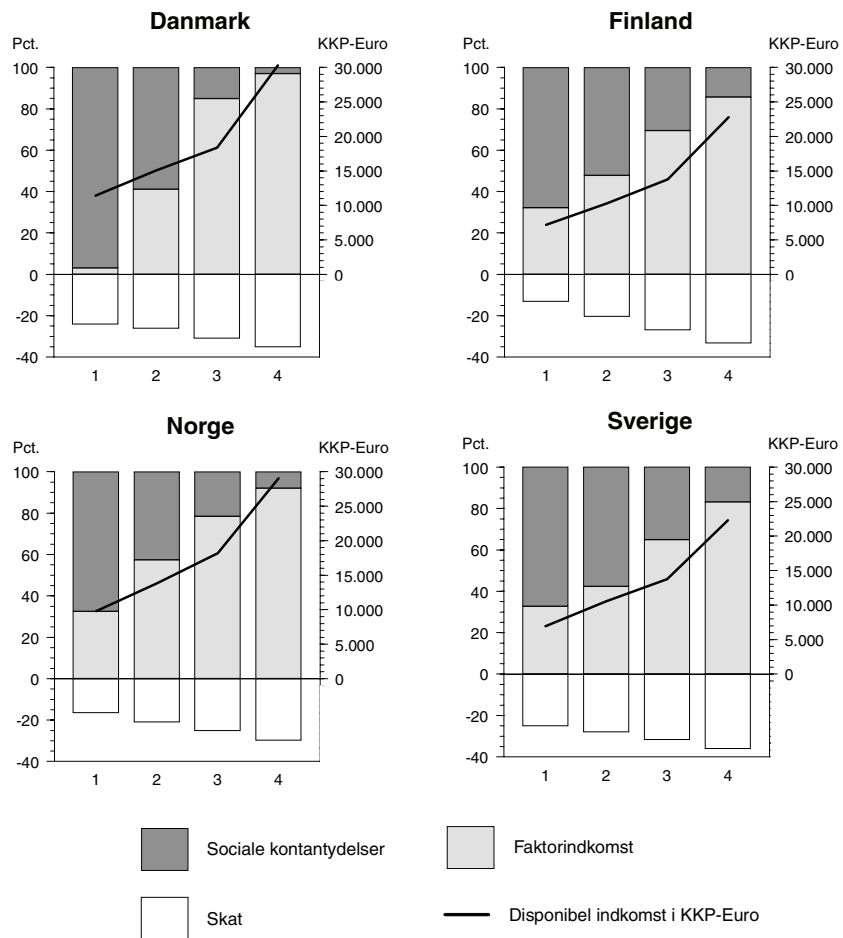 Danmark
Pct. KKP-Euro
100 30.000
80 25.000
60 20.000
40 15.000
20 10.000
0 5.000
-20 0
-40
1 2 3 4
Finland
Pct. KKP-Euro
100 30.000
80 25.000
60 20.000
40 15.000
20 10.000
0 5.000
-20 0
-40
1 2 3 4
Norge
Pct. KKP-Euro
100 30.000
80 25.000
60 20.000
40 15.000
20 10.000
0 5.000
-20 0
-40
1 2 3 4
Sverige
Pct. KKP-Euro
100 30.000
80 25.000
60 20.000
40 15.000
20 10.000
0 5.000
-20 0
-40
1 2 3 4
Sociale kontantydelser
Faktorindkomst
Skat
Disponibel indkomst i KKP-Euro